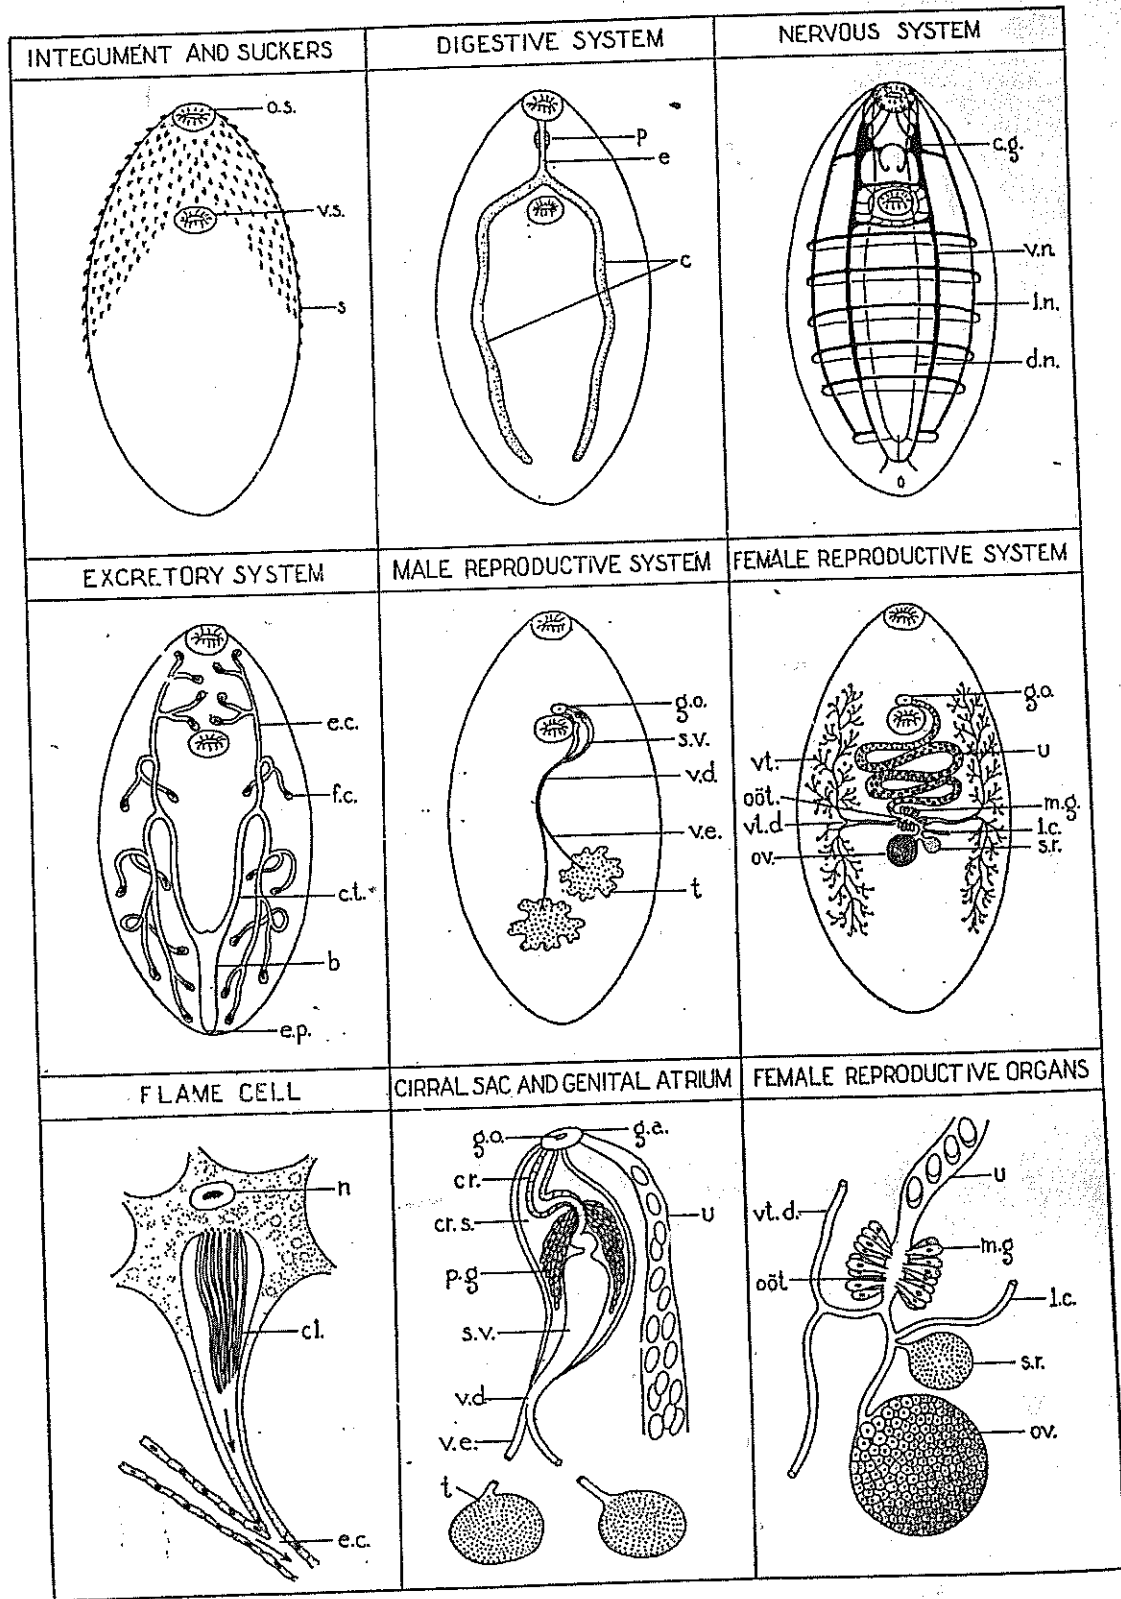 INTEGUMENT AND SUCKERS
o.s.
v.s.
s
DIGESTIVE SYSTEM
p
e
c
NERVOUS SYSTEM
c.g.
v.n.
l.n.
d.n.
EXCRETORY SYSTEM
e.c.
f.c.
c.t.
b
e.p.
MALE REPRODUCTIVE SYSTEM
g.o.
s.v.
v.d.
v.e.
t
FEMALE REPRODUCTIVE SYSTEM
g.o.
vt.
u
oöt.
m.g.
vt.d
l.c.
ov.
s.r.
FLAME CELL
n
cl.
e.c.
CIRRAL SAC AND GENITAL ATRIUM
g.o.
g.a.
cr.
cr.s.
u
p.g
s.v.
v.d
v.e.
t
FEMALE REPRODUCTIVE ORGANS
u
vt.d.
m.g
oöt
l.c.
s.r.
ov.